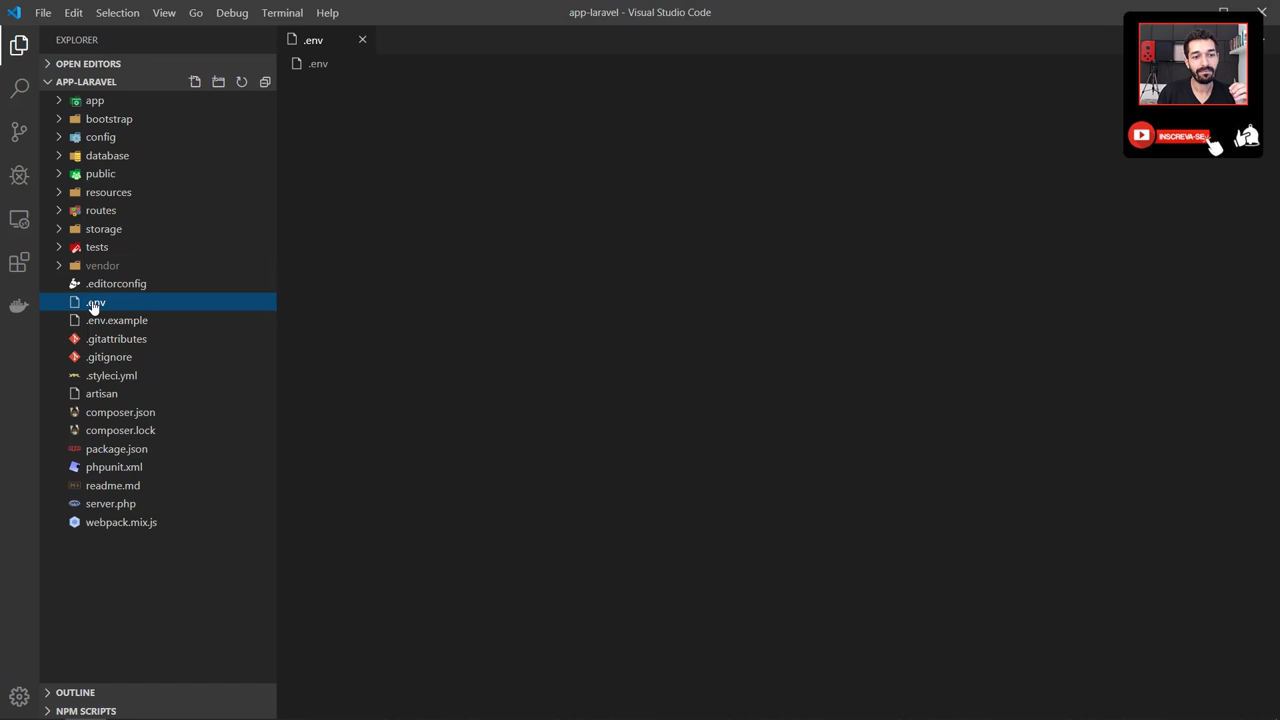 File Edit Selection View Go Debug Terminal Help
app-laravel - Visual Studio Code
EXPLORER
.env
OPEN EDITORS
.env
APP-LARAVEL
app
bootstrap
config
database
public
resources
routes
storage
tests
vendor
.editorconfig
.env
.env.example
.gitattributes
.gitignore
.styleci.yml
artisan
composer.json
composer.lock
package.json
phpunit.xml
readme.md
server.php
webpack.mix.js
OUTLINE
NPM SCRIPTS
INSCREVA-SE